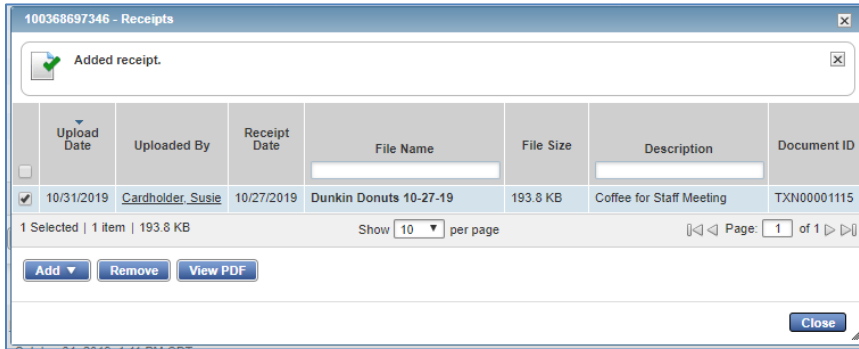 100368697346 - Receipts
Added receipt.
Upload Date Uploaded By Receipt Date File Name File Size Description Document ID
10/31/2019 Cardholder, Susie 10/27/2019 Dunkin Donuts 10-27-19 193.8 KB Coffee for Staff Meeting TXN00001115
1 Selected | 1 item | 193.8 KB Show 10 per page Page: 1 of 1
Add Remove View PDF
Close